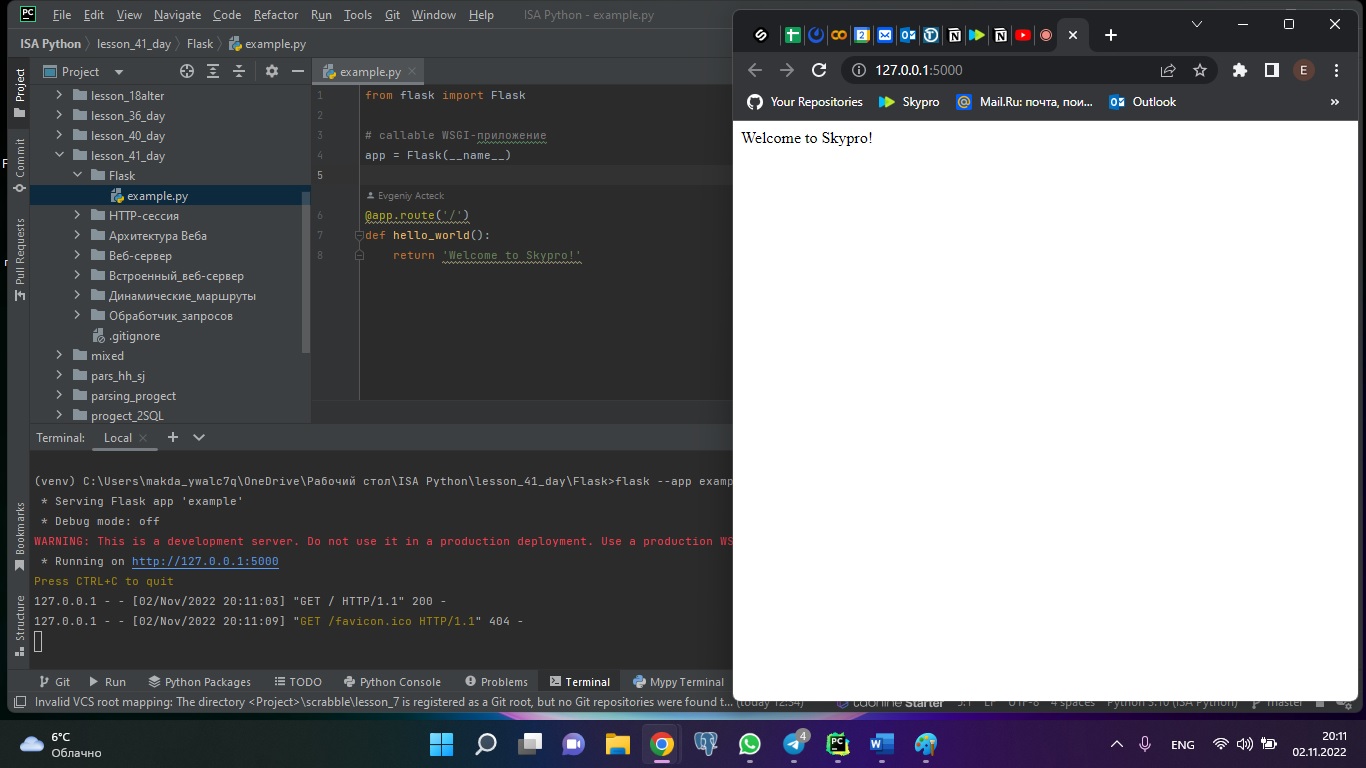 File Edit View Navigate Code Refactor Run Tools Git Window Help ISA Python - example.py
ISA Python lesson_41_day Flask example.py
Project
example.py
Project
Commit
Pull Requests
Bookmarks
Structure
lesson_18alter
lesson_36_day
lesson_40_day
lesson_41_day
Flask
example.py
HTTP-сессия
Архитектура Веба
Веб-сервер
Встроенный_веб-сервер
Динамические_маршруты
Обработчик_запросов
.gitignore
mixed
pars_hh_sj
parsing_progect
progect_2SQL
1 from flask import Flask
2
3 # callable WSGI-приложение
4 app = Flask(__name__)
5
Evgeniy Acteck
6 @app.route('/')
7 def hello_world():
8 return 'Welcome to Skypro!'
127.0.0.1:5000
E
Your Repositories Skypro Mail.Ru: почта, пои... Outlook »
Welcome to Skypro!
Terminal: Local
(venv) C:\Users\makda_ywalc7q\OneDrive\Рабочий стол\ISA Python\lesson_41_day\Flask>flask --app examp
* Serving Flask app 'example'
* Debug mode: off
WARNING: This is a development server. Do not use it in a production deployment. Use a production WS
* Running on http://127.0.0.1:5000
Press CTRL+C to quit
127.0.0.1 - - [02/Nov/2022 20:11:03] "GET / HTTP/1.1" 200 -
127.0.0.1 - - [02/Nov/2022 20:11:09] "GET /favicon.ico HTTP/1.1" 404 -
Git Run Python Packages TODO Python Console Problems Terminal Mypy Terminal
Invalid VCS root mapping: The directory <Project>\scrabble\lesson_7 is registered as a Git root, but no Git repositories were found t... (today 12:34)
Starter 5:1 LF UTF-8 4 spaces Python 3.10 (ISA Python) master
6°C
Облачно
4
ENG
20:11
02.11.2022